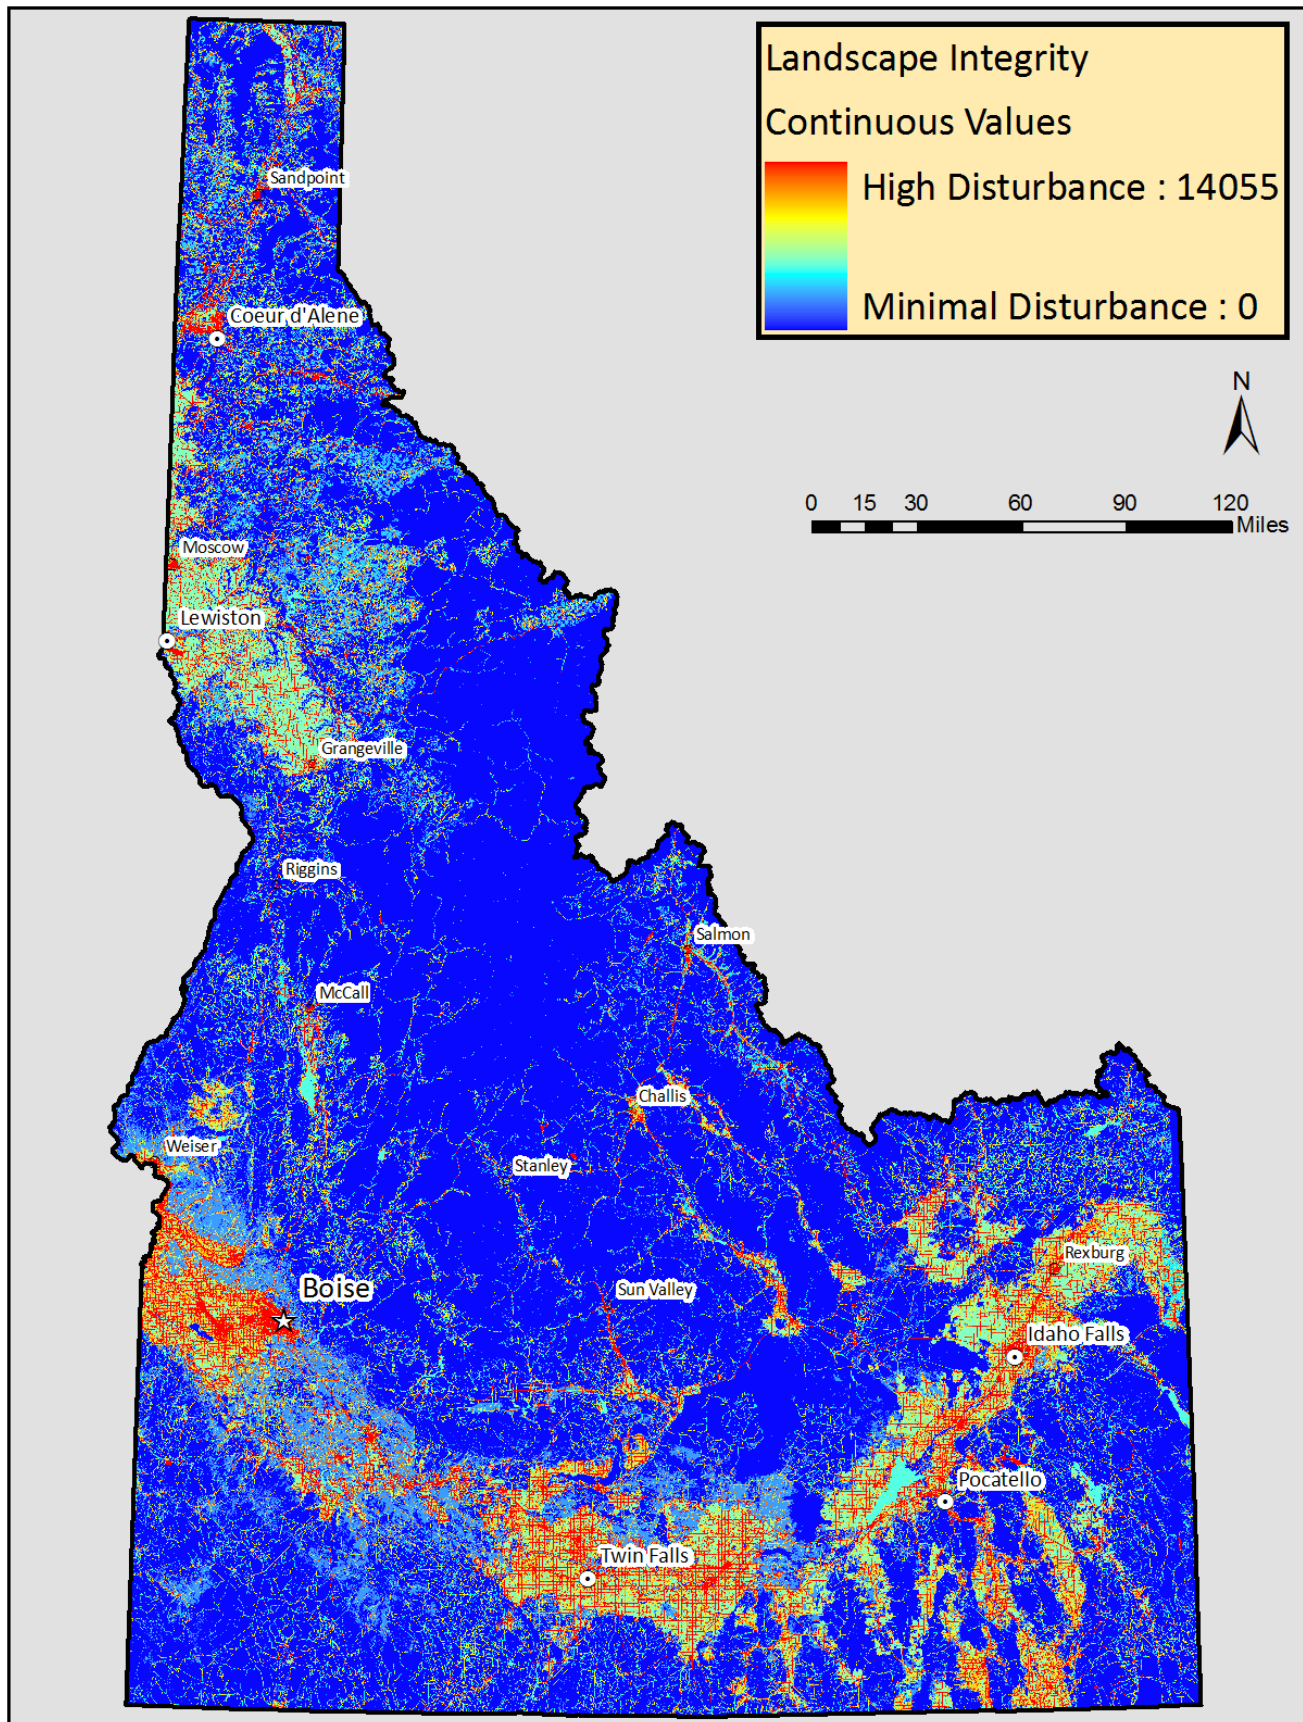 Landscape Integrity
Continuous Values
High Disturbance : 14055
Minimal Disturbance : 0
N
0 15 30 60 90 120
Miles
Sandpoint
Coeur d'Alene
Moscow
Lewiston
Grangeville
Riggins
Salmon
McCall
Challis
Weiser
Stanley
Rexburg
Boise
Sun Valley
Idaho Falls
Pocatello
Twin Falls